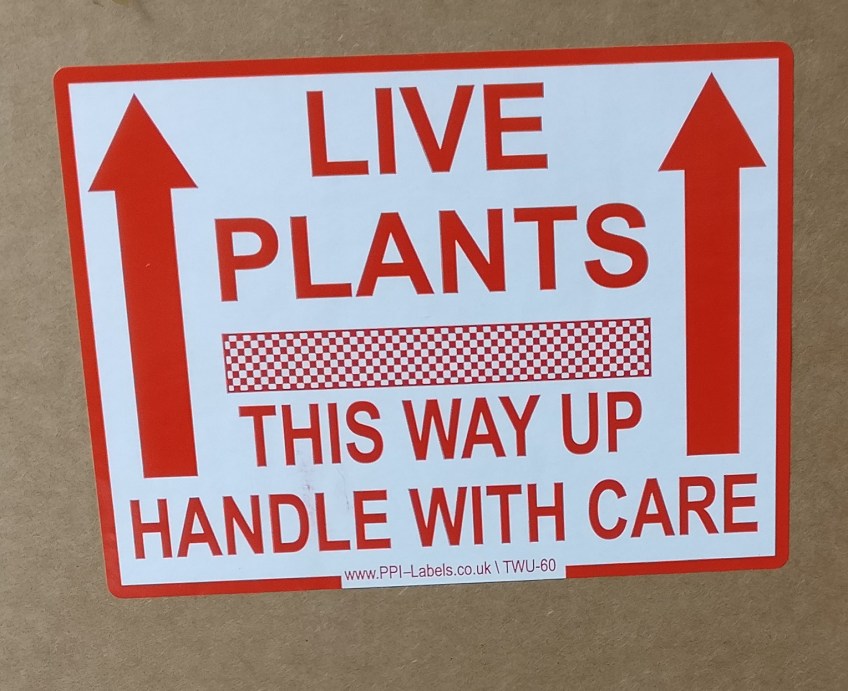 LIVE
PLANTS
THIS WAY UP
HANDLE WITH CARE
www.PPI-Labels.co.uk \ TWU-60